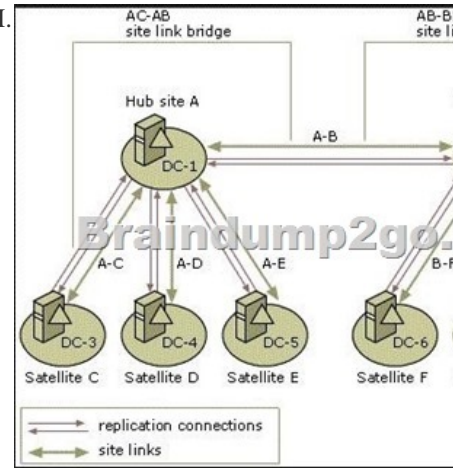 I.
AC-AB
site link bridge
AB-B
site li
Hub site A
A-B
DC-1
Braindump2go.
A-C
A-D
A-E
B-F
DC-3
DC-4
DC-5
DC-6
Satellite C
Satellite D
Satellite E
Satellite F
replication connections
site links